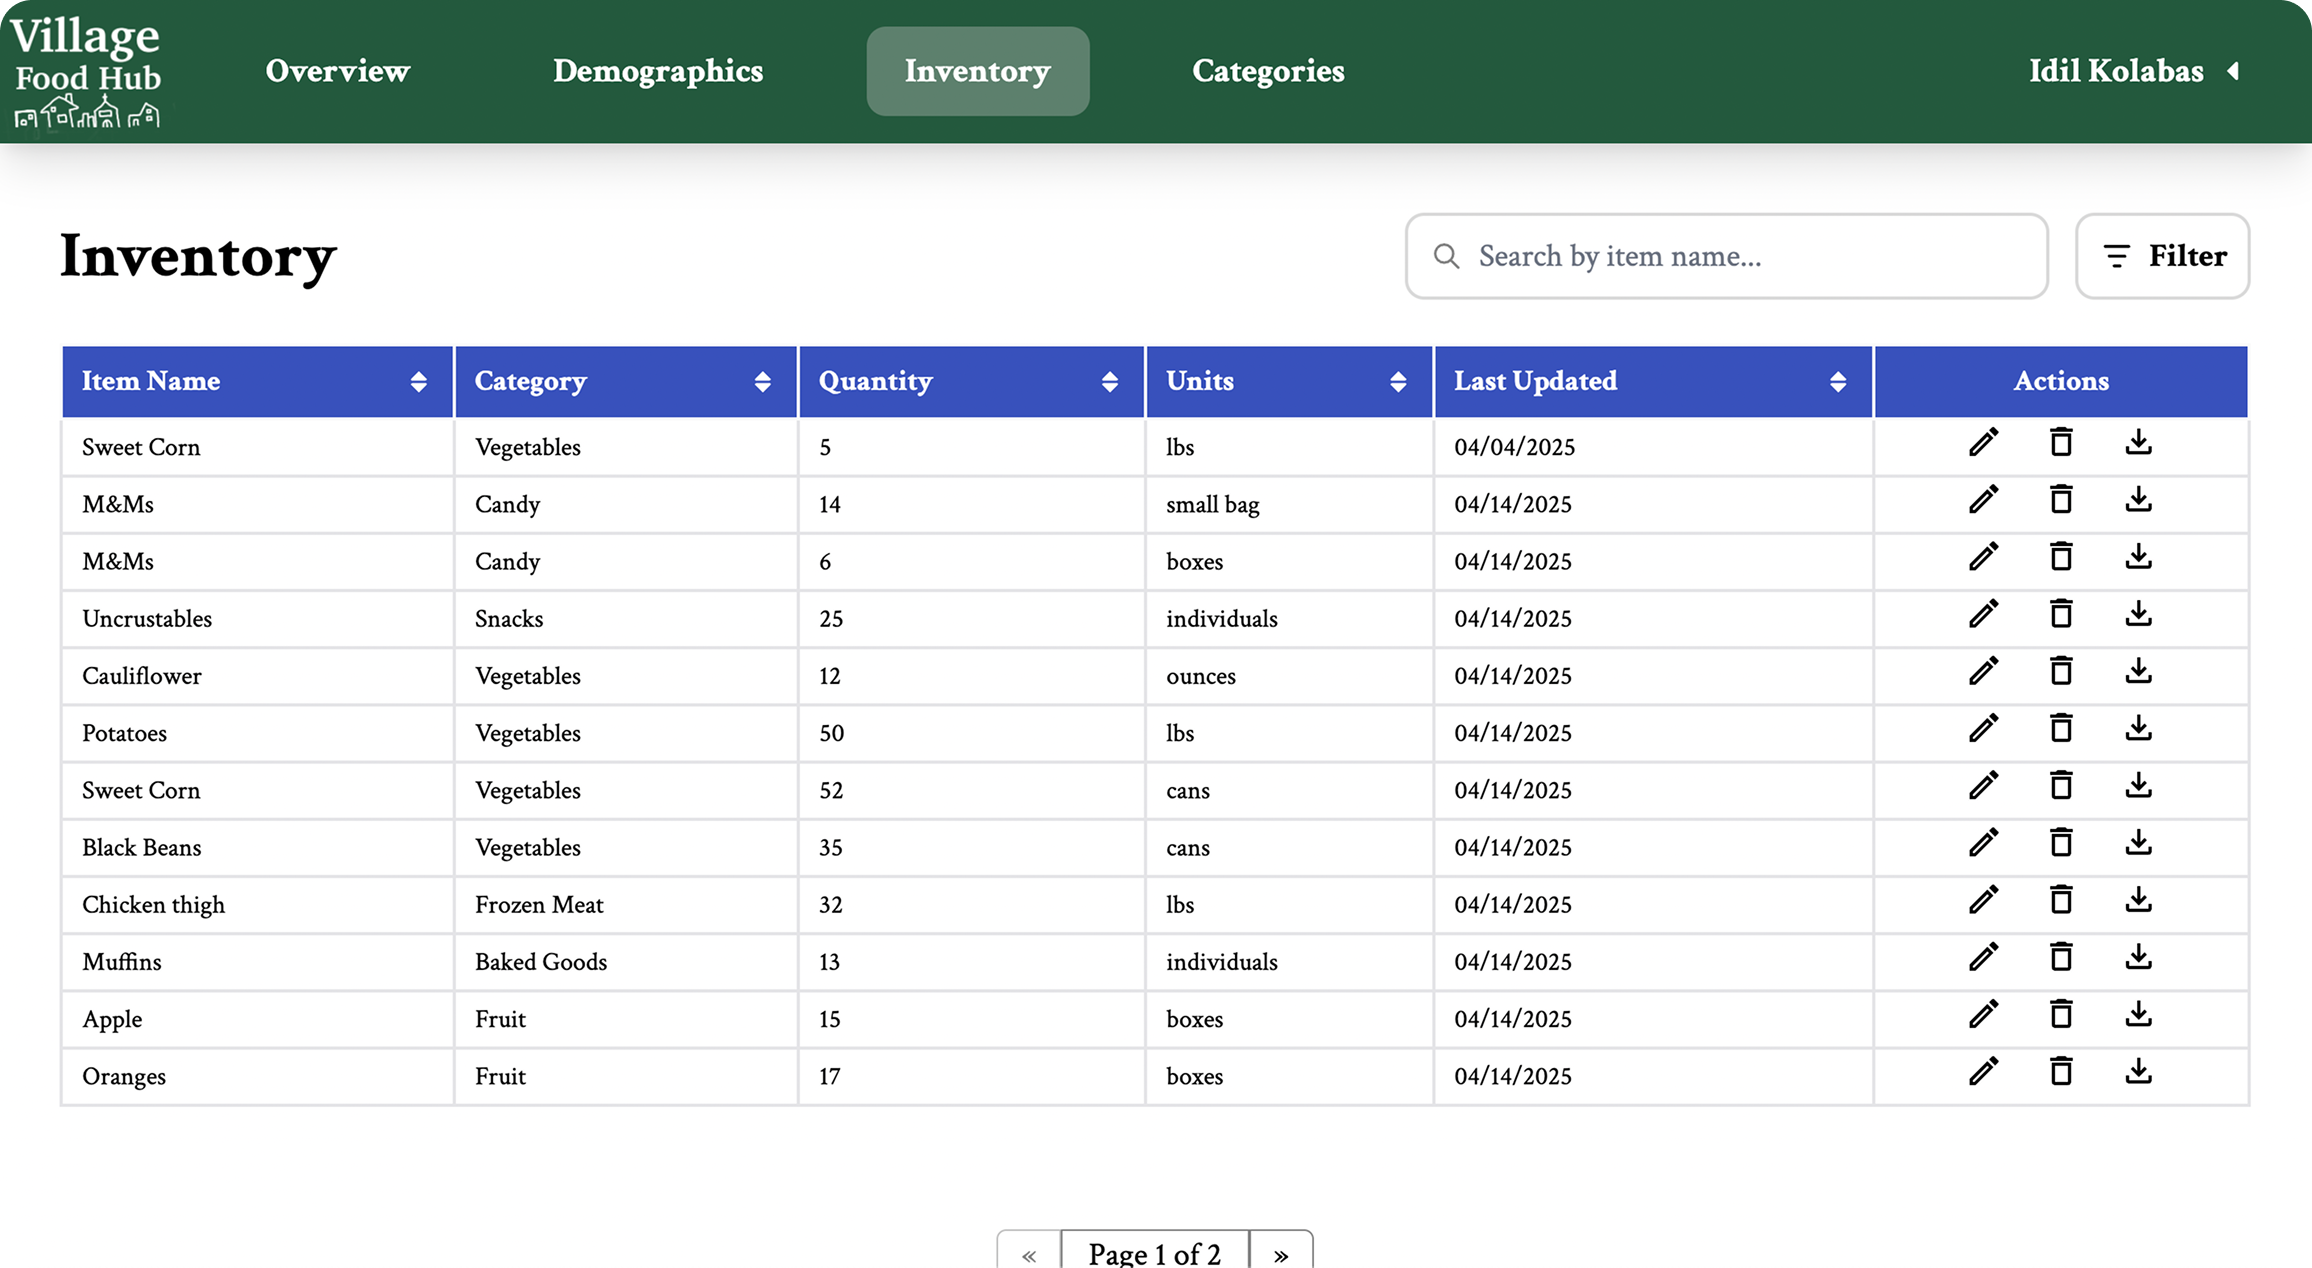 Village
Food Hub
Overview Demographics Inventory Categories Idil Kolabas
Inventory
Search by item name...
Filter
Item Name Category Quantity Units Last Updated Actions
Sweet Corn Vegetables 5 lbs 04/04/2025
M&Ms Candy 14 small bag 04/14/2025
M&Ms Candy 6 boxes 04/14/2025
Uncrustables Snacks 25 individuals 04/14/2025
Cauliflower Vegetables 12 ounces 04/14/2025
Potatoes Vegetables 50 lbs 04/14/2025
Sweet Corn Vegetables 52 cans 04/14/2025
Black Beans Vegetables 35 cans 04/14/2025
Chicken thigh Frozen Meat 32 lbs 04/14/2025
Muffins Baked Goods 13 individuals 04/14/2025
Apple Fruit 15 boxes 04/14/2025
Oranges Fruit 17 boxes 04/14/2025
« Page 1 of 2 »